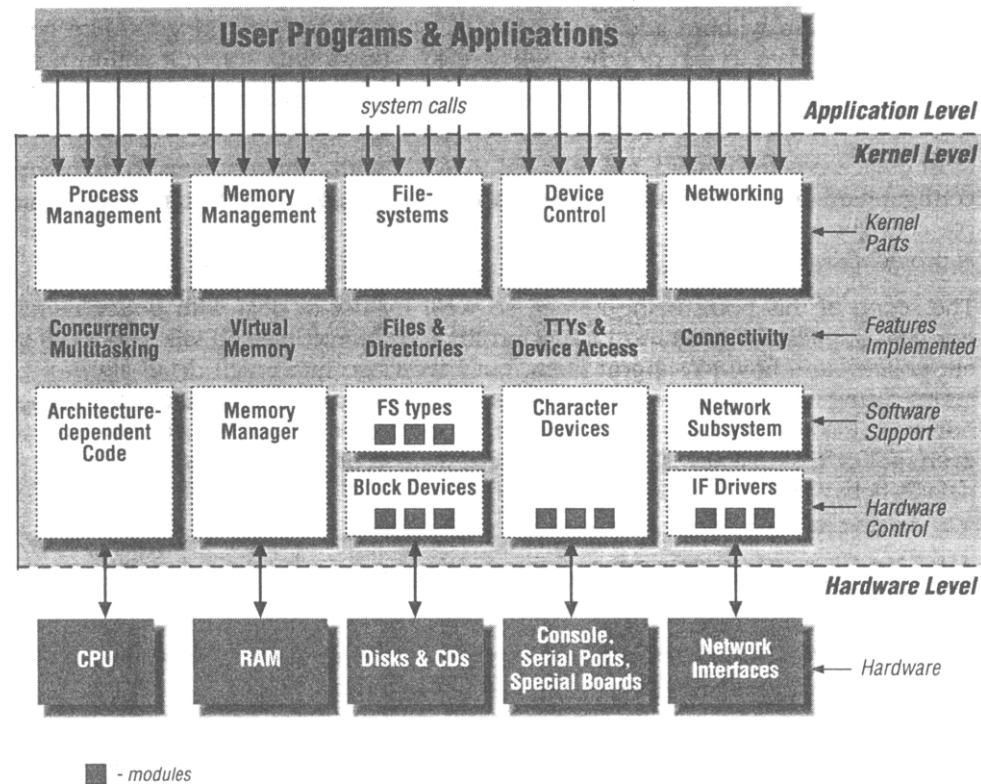 User Programs & Applications
system calls
Application Level
Kernel Level
Process
Management
Memory
Management
File-
systems
Device
Control
Networking
Kernel
Parts
Concurrency
Multitasking
Virtual
Memory
Files &
Directories
TTYs &
Device Access
Connectivity
Features
Implemented
Architecture-
dependent
Code
Memory
Manager
FS types
Character
Devices
Network
Subsystem
Software
Support
Block Devices
IF Drivers
Hardware
Control
Hardware Level
CPU
RAM
Disks & CDs
Console,
Serial Ports,
Special Boards
Network
Interfaces
Hardware
- modules